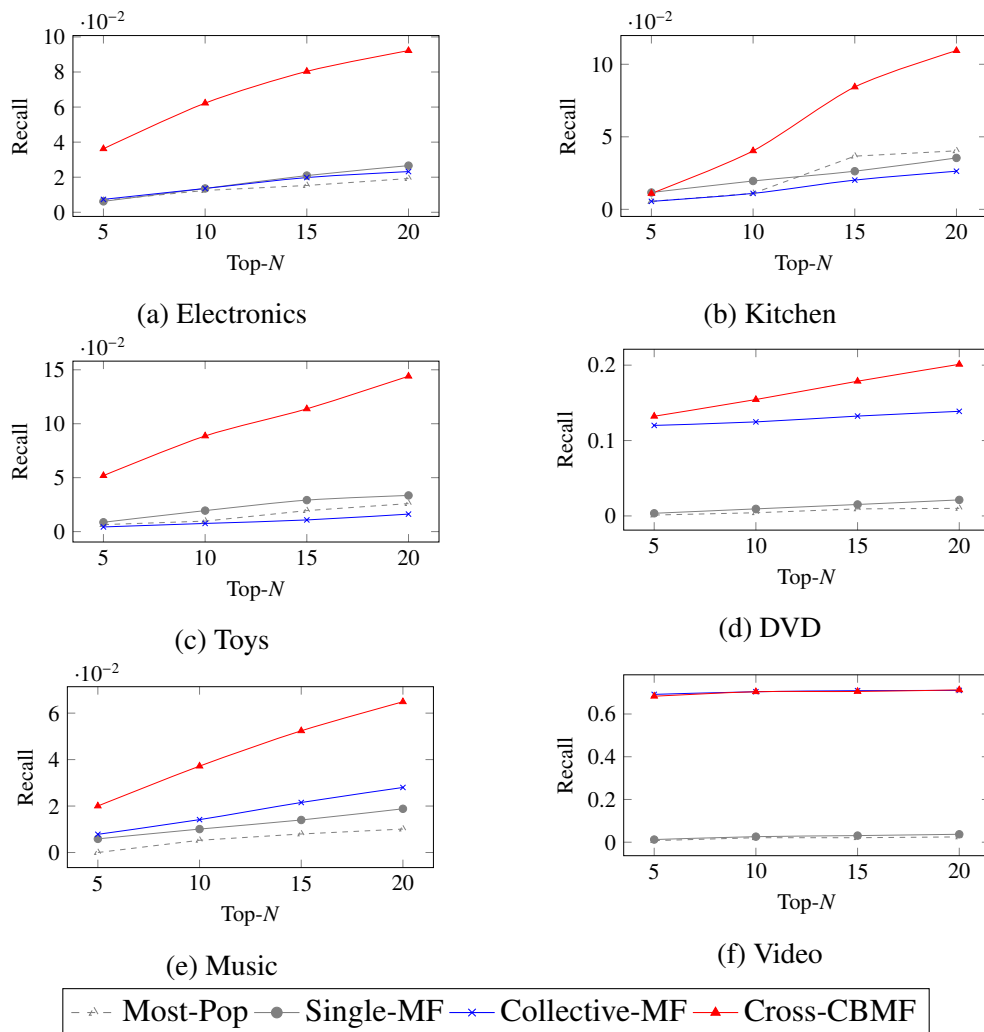 ·10−2
10
8
6
4
2
0
Recall
5 10 15 20
Top-N
(a) Electronics
·10−2
10
5
0
Recall
5 10 15 20
Top-N
(b) Kitchen
·10−2
15
10
5
0
Recall
5 10 15 20
Top-N
(c) Toys
0.2
0.1
0
Recall
5 10 15 20
Top-N
(d) DVD
·10−2
6
4
2
0
Recall
5 10 15 20
Top-N
(e) Music
0.6
0.4
0.2
0
Recall
5 10 15 20
Top-N
(f) Video
Most-Pop Single-MF Collective-MF Cross-CBMF